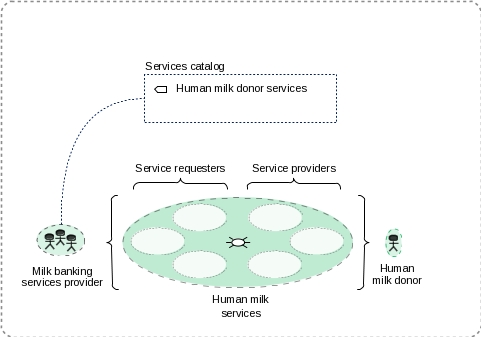 Services catalog
Human milk donor services
Service requesters
Service providers
Milk banking
services provider
Human milk
services
Human
milk donor